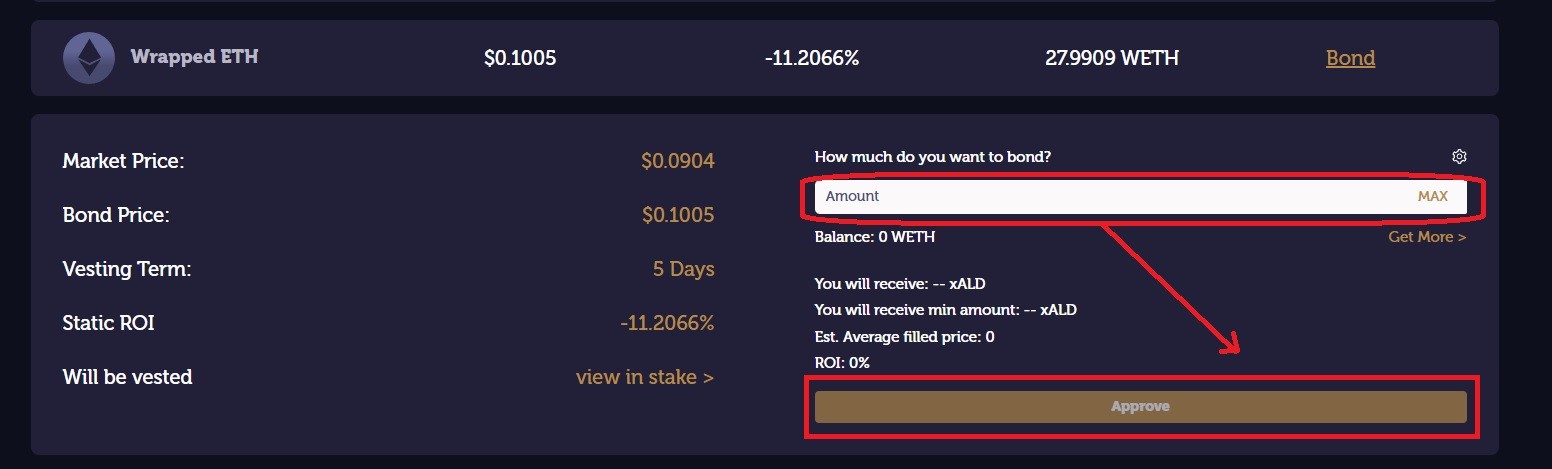 Wrapped ETH $0.1005 -11.2066% 27.9909 WETH Bond
Market Price: $0.0904
Bond Price: $0.1005
Vesting Term: 5 Days
Static ROI -11.2066%
Will be vested view in stake >
How much do you want to bond?
Amount MAX
Balance: 0 WETH Get More >
You will receive: -- xALD
You will receive min amount: -- xALD
Est. Average filled price: 0
ROI: 0%
Approve